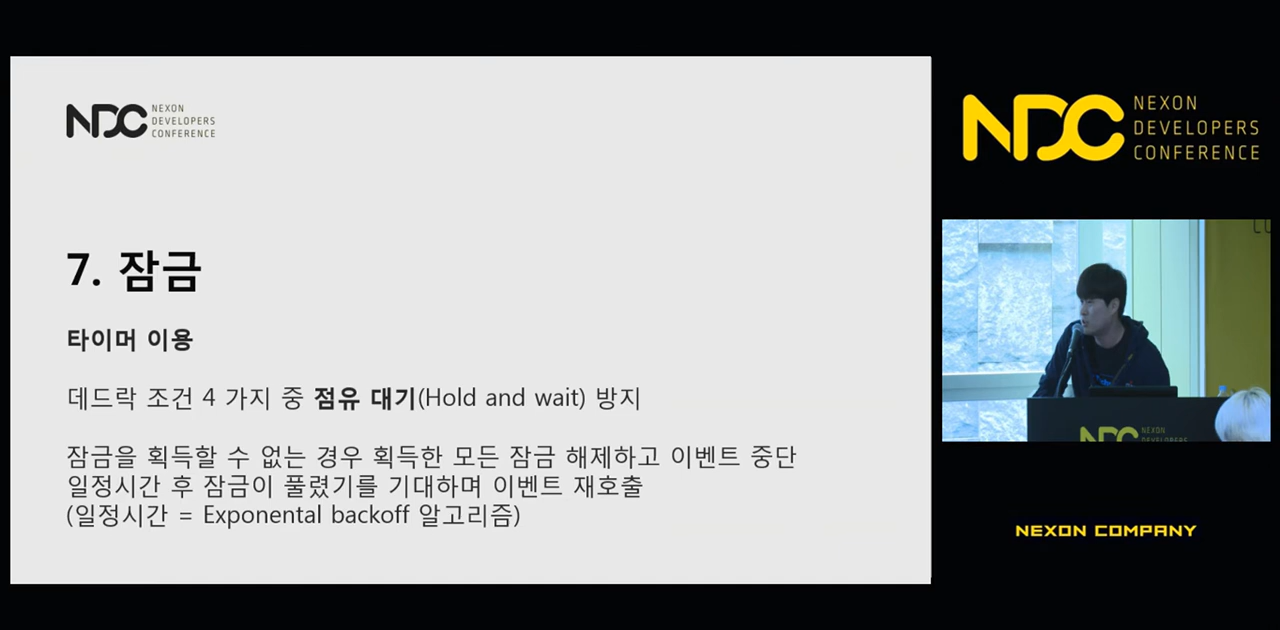 NDC NEXON
DEVELOPERS
CONFERENCE
7. 잠금
타이머 이용
데드락 조건 4 가지 중 점유 대기(Hold and wait) 방지
잠금을 획득할 수 없는 경우 획득한 모든 잠금 해제하고 이벤트 중단
일정시간 후 잠금이 풀렸기를 기대하며 이벤트 재호출
(일정시간 = Exponental backoff 알고리즘)
NDC NEXON
DEVELOPERS
CONFERENCE
NDC NEXON
DEVELOPERS
NEXON COMPANY